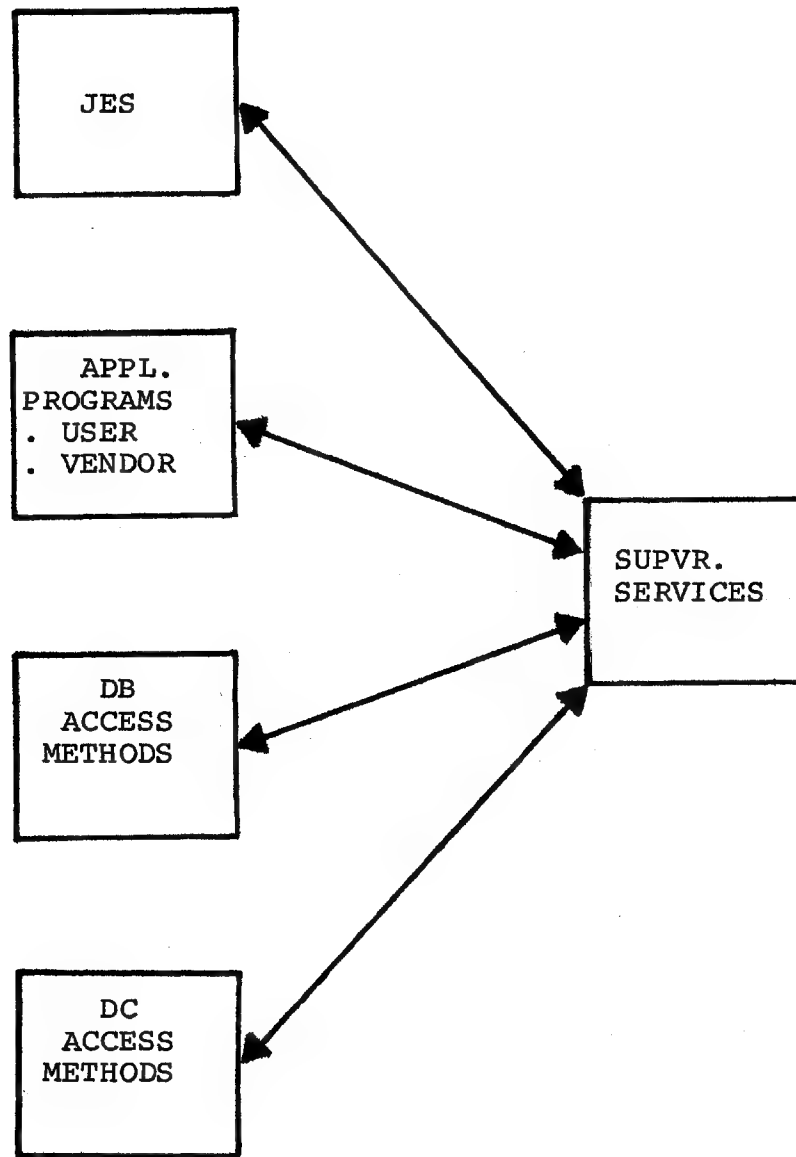 JES
APPL.
PROGRAMS
. USER
. VENDOR
SUPVR.
SERVICES
DB
ACCESS
METHODS
DC
ACCESS
METHODS